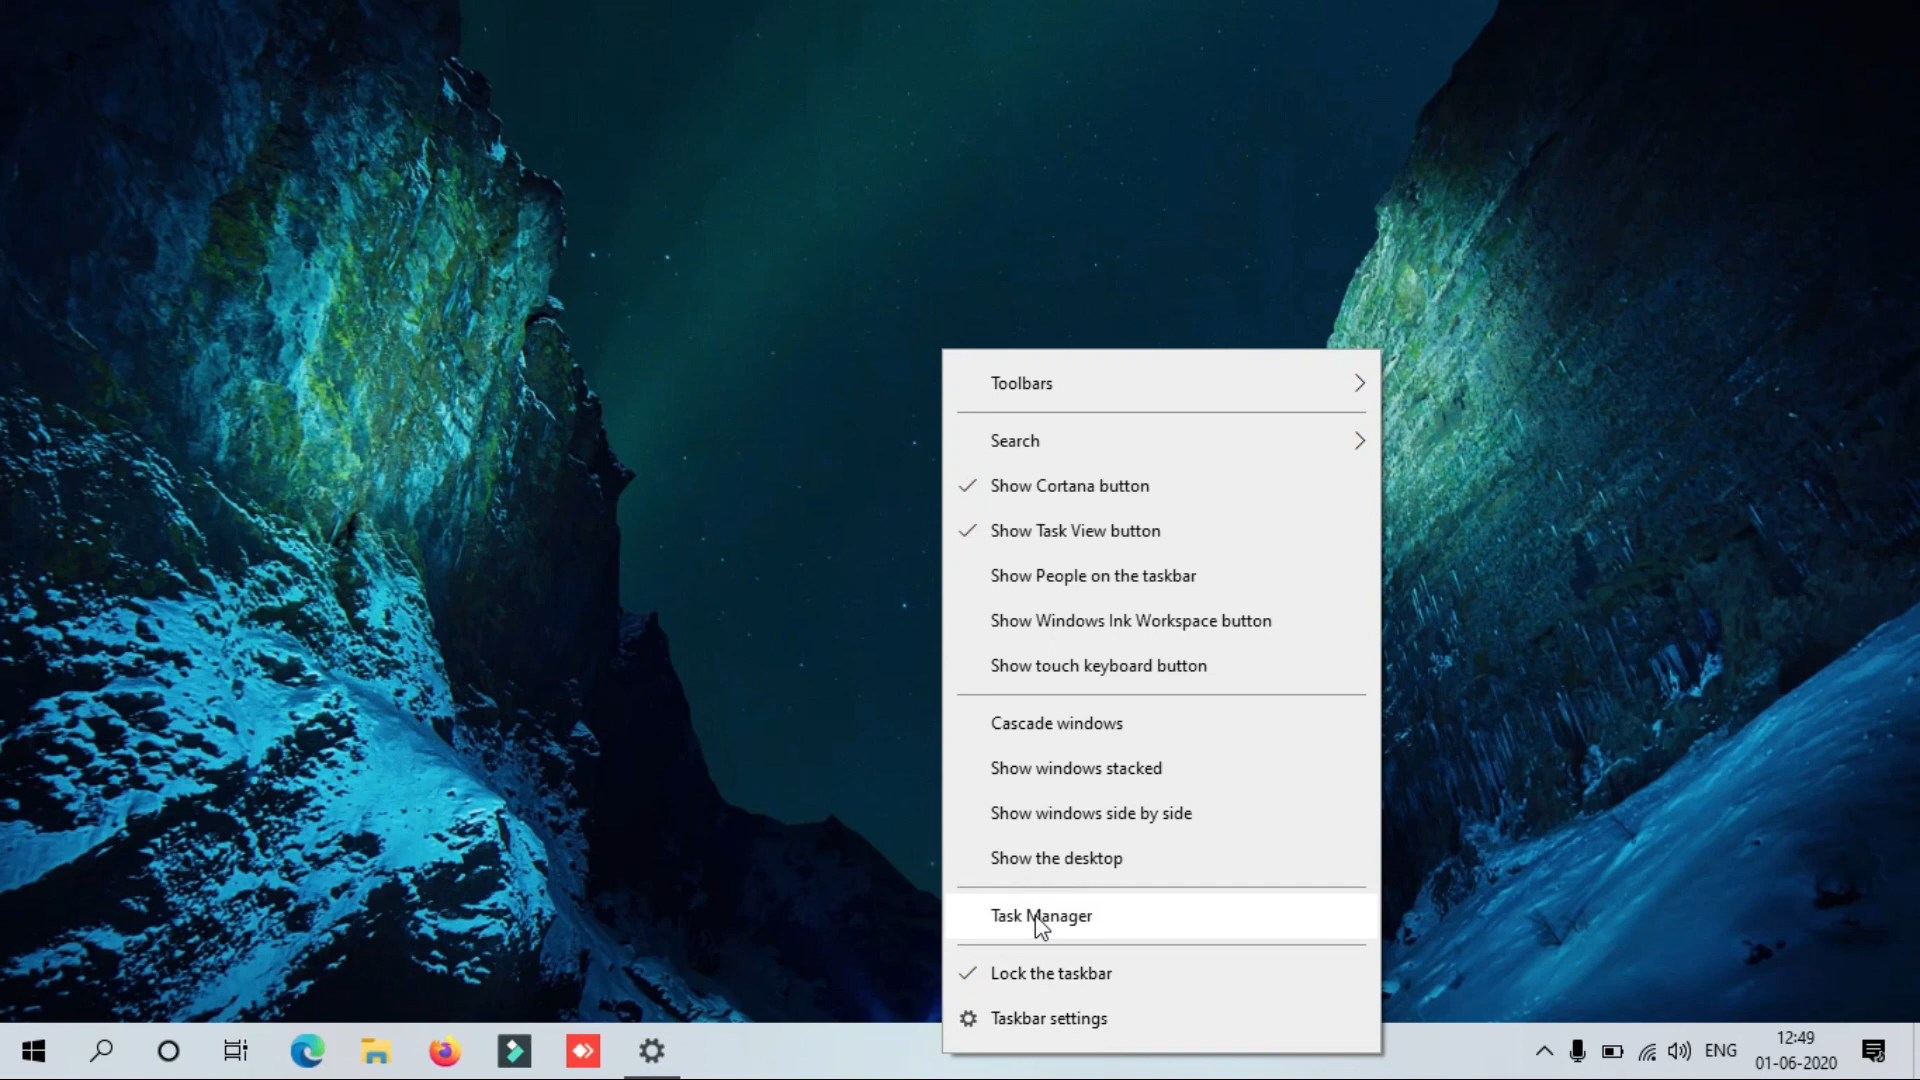 Toolbars
Search
Show Cortana button
Show Task View button
Show People on the taskbar
Show Windows Ink Workspace button
Show touch keyboard button
Cascade windows
Show windows stacked
Show windows side by side
Show the desktop
Task Manager
Lock the taskbar
Taskbar settings
ENG
12:49
01-06-2020